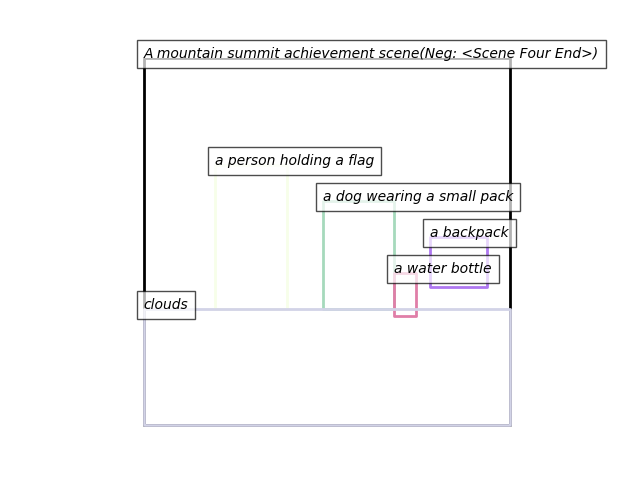 A mountain summit achievement scene(Neg: <Scene Four End>)
a person holding a flag
a dog wearing a small pack
a backpack
a water bottle
clouds